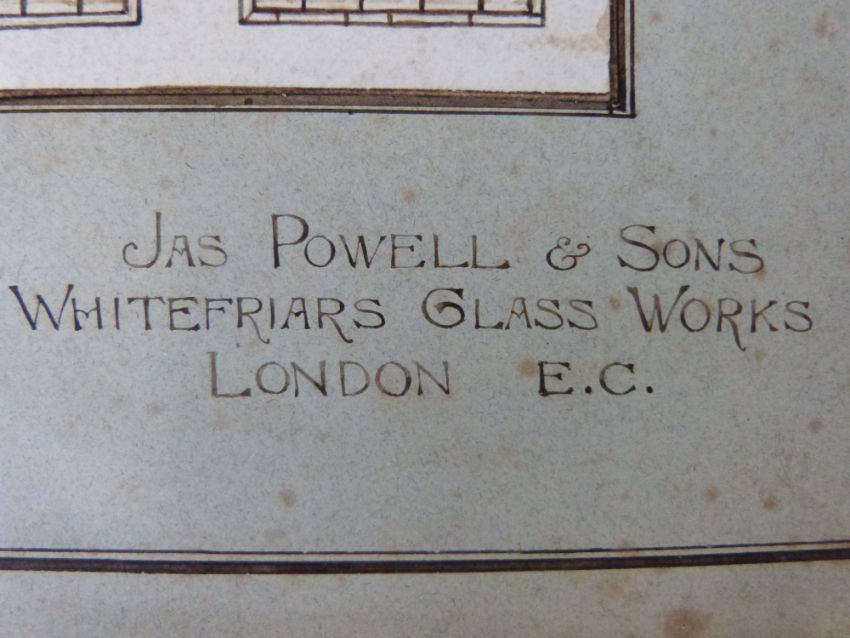 Jas Powell & Sons
Whitefriars Glass Works
London E.C.